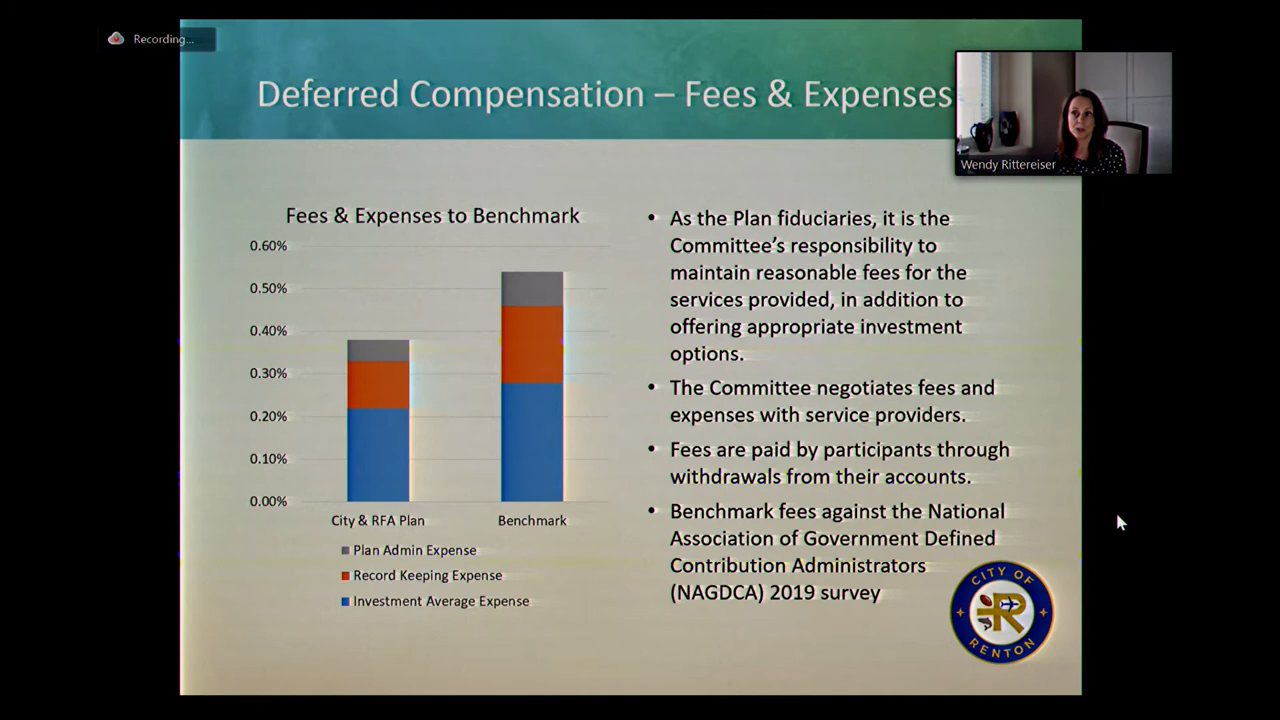 Recording...
Deferred Compensation – Fees & Expenses
Wendy Rittereiser
Fees & Expenses to Benchmark
0.60%
0.50%
0.40%
0.30%
0.20%
0.10%
0.00%
City & RFA Plan
Benchmark
Plan Admin Expense
Record Keeping Expense
Investment Average Expense
• As the Plan fiduciaries, it is the
Committee's responsibility to
maintain reasonable fees for the
services provided, in addition to
offering appropriate investment
options.
• The Committee negotiates fees and
expenses with service providers.
• Fees are paid by participants through
withdrawals from their accounts.
• Benchmark fees against the National
Association of Government Defined
Contribution Administrators
(NAGDCA) 2019 survey
CITY OF
R
RENTON